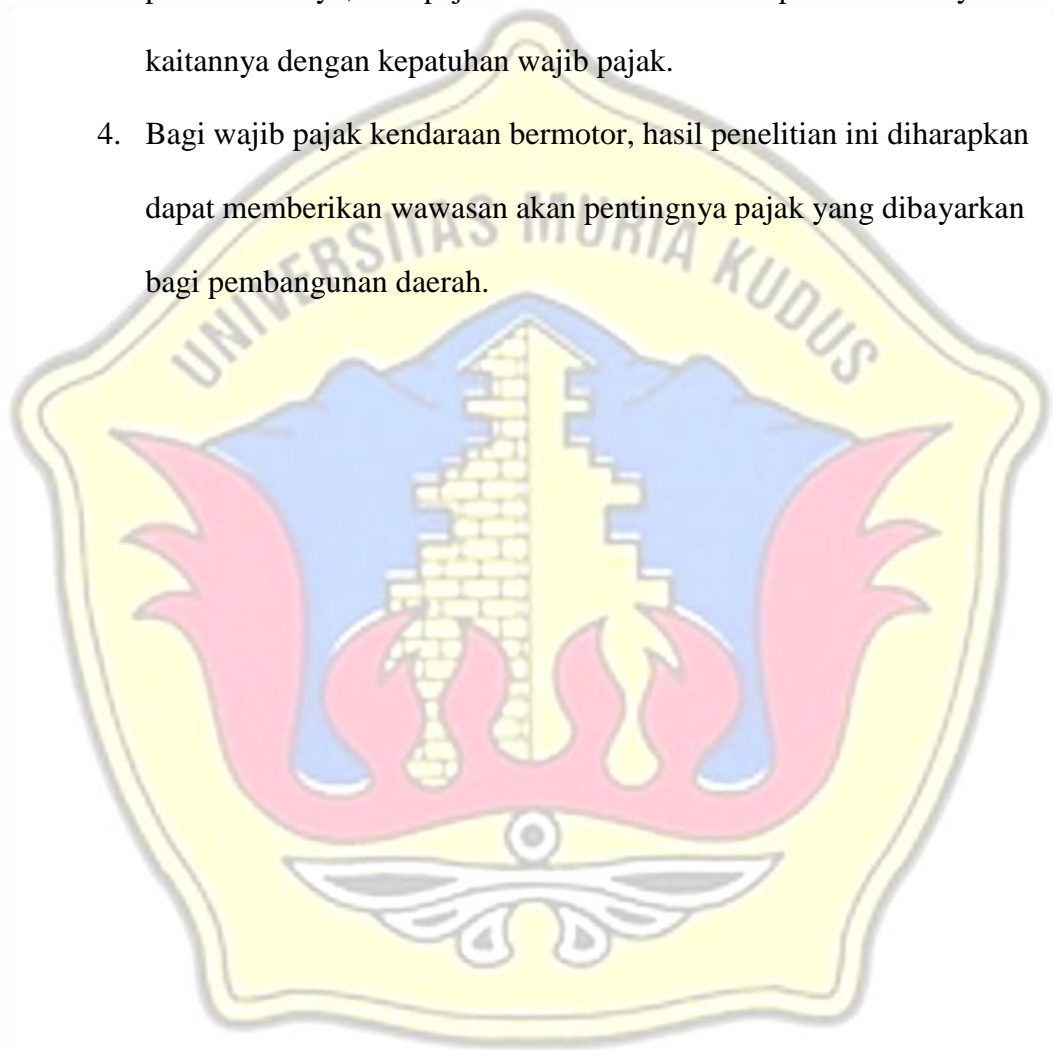 kaitannya dengan kepatuhan wajib pajak.
4. Bagi wajib pajak kendaraan bermotor, hasil penelitian ini diharapkan
dapat memberikan wawasan akan pentingnya pajak yang dibayarkan
bagi pembangunan daerah.
UNIVERSITAS MURIA KUDUS